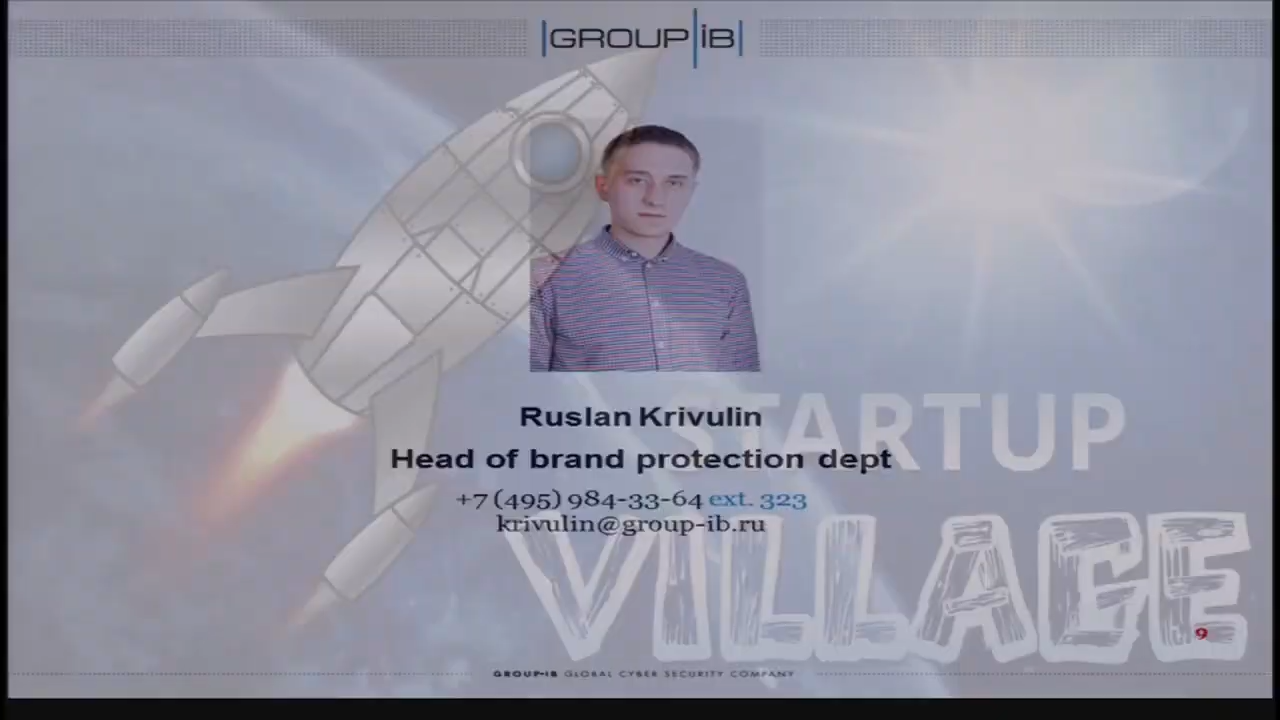 |GROUP|iB|
Ruslan Krivulin
STARTUP
Head of brand protection dept
+7 (495) 984-33-64 ext. 323
krivulin@group-ib.ru
VILLAGE
9
GROUP-IB GLOBAL CYBER SECURITY COMPANY